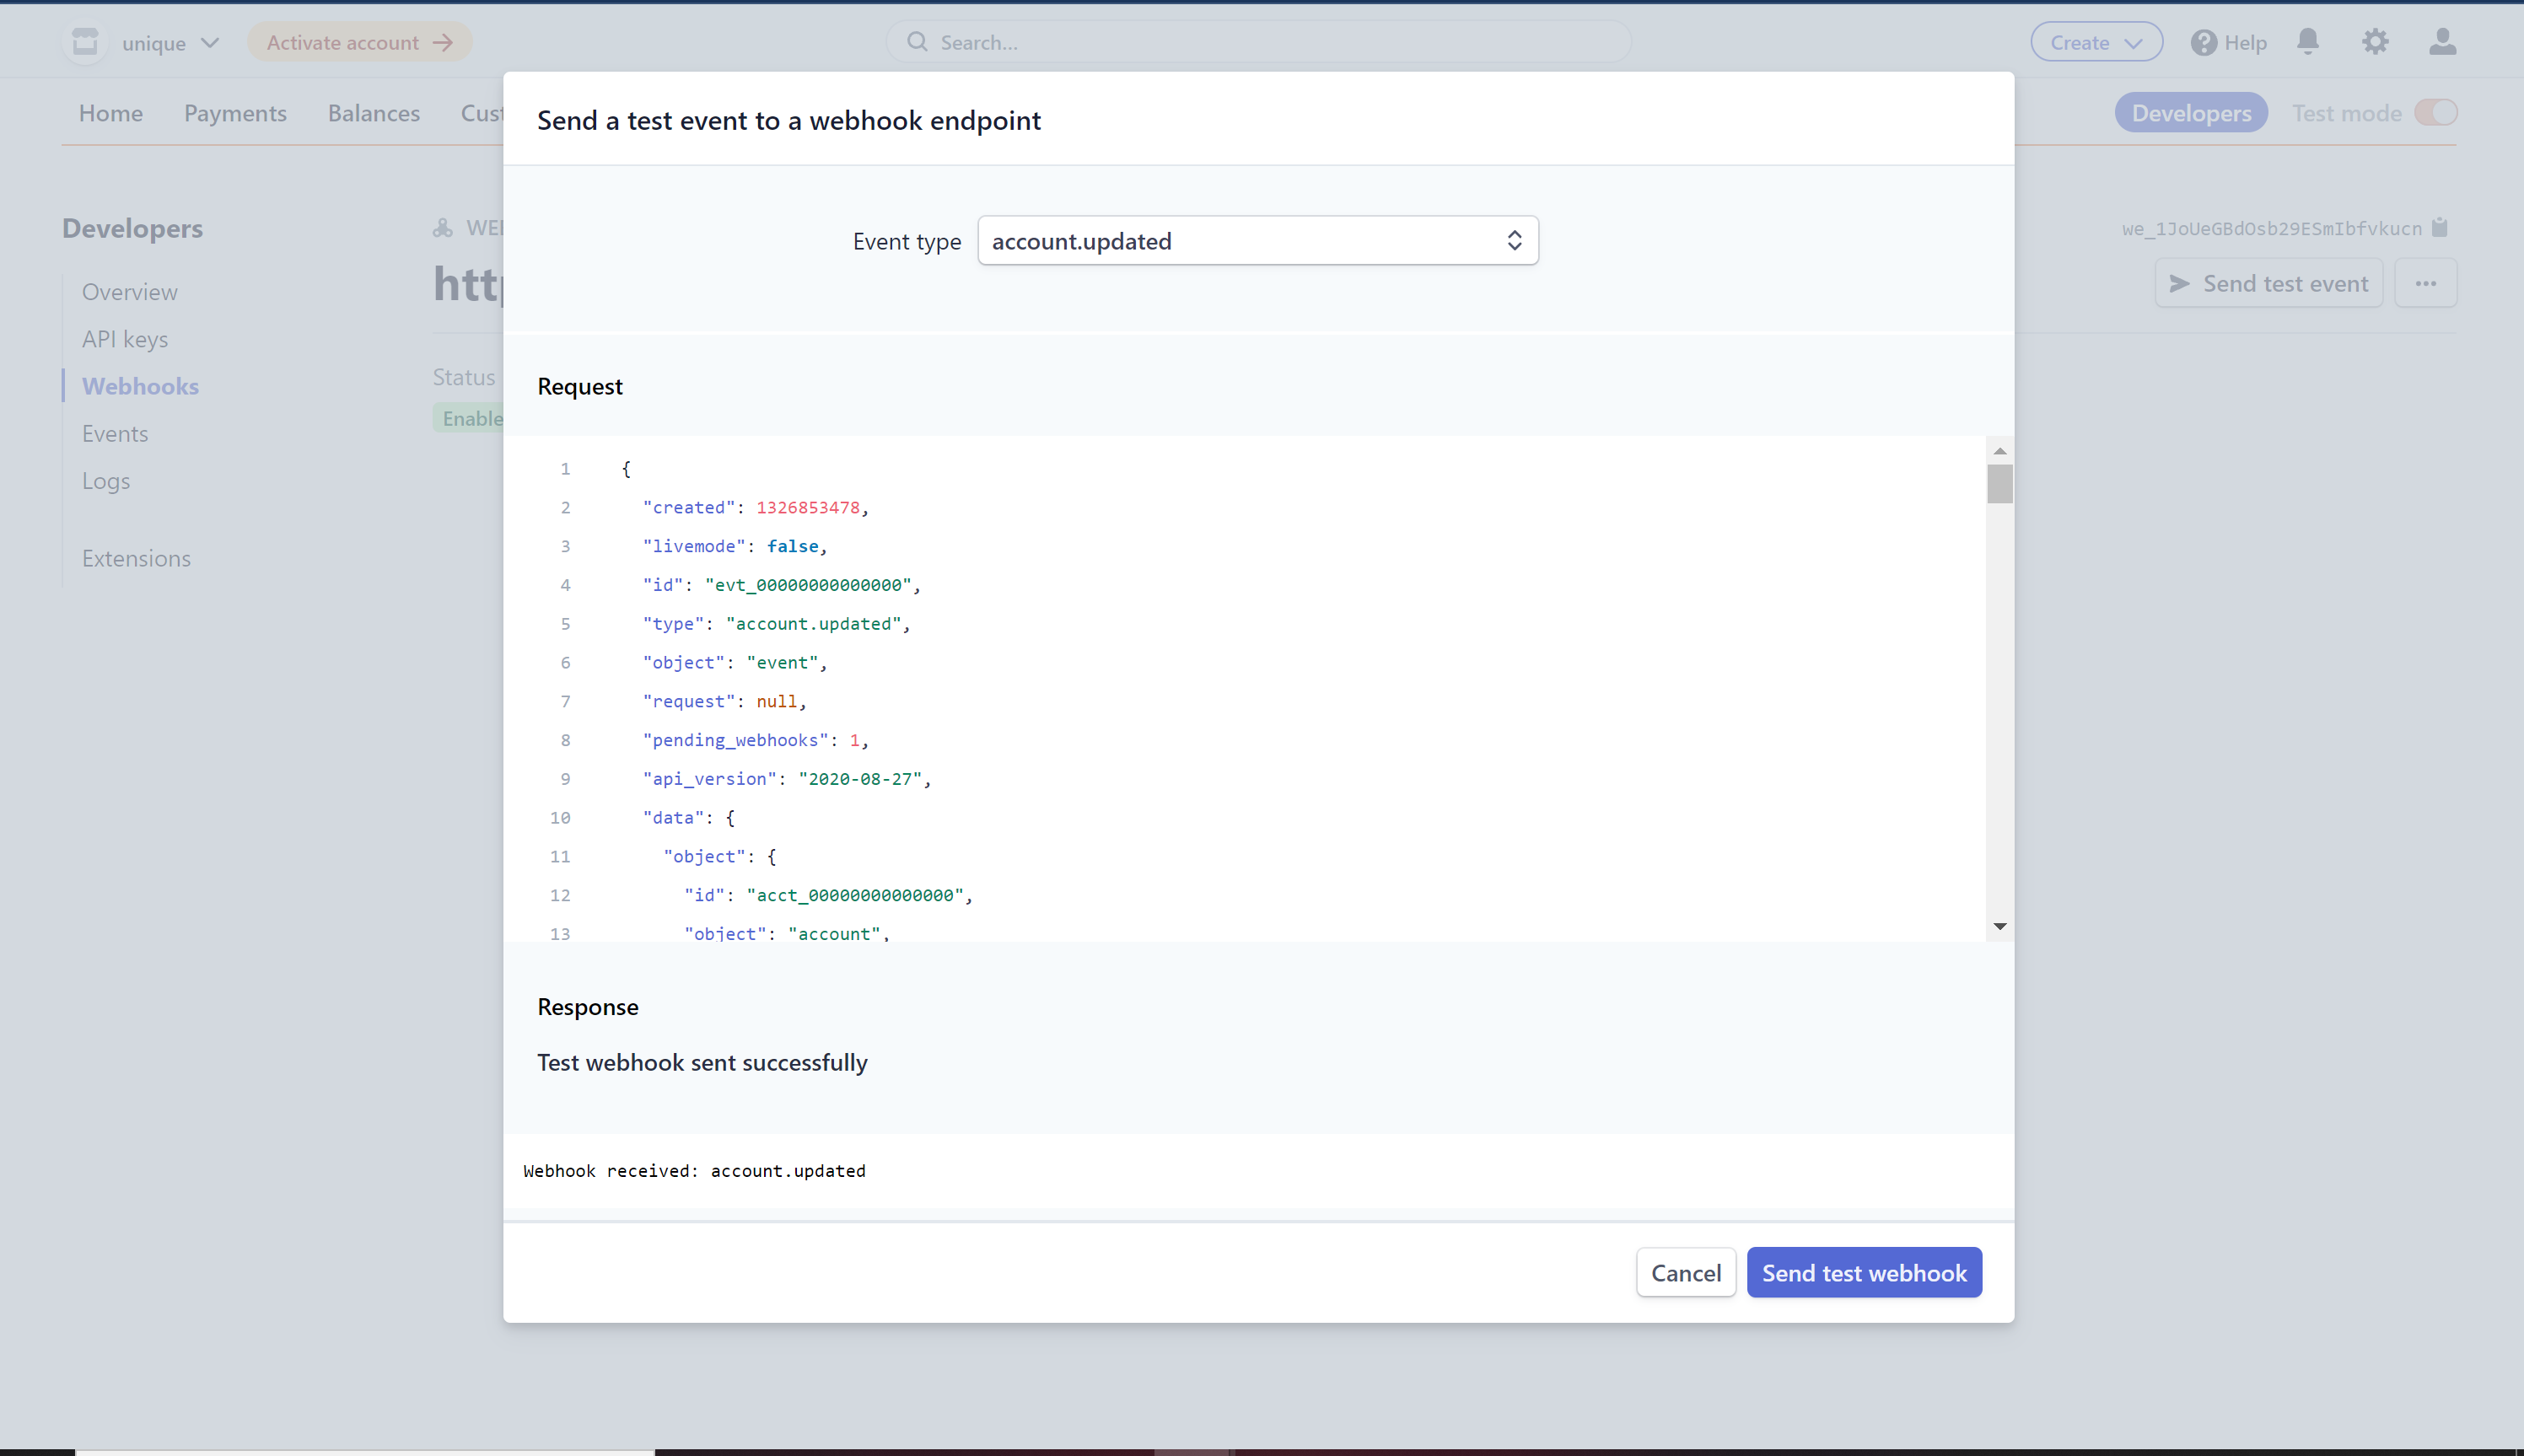 unique
Activate account
Search...
Create
Help
Home
Payments
Balances
Developers
Test mode
Send a test event to a webhook endpoint
Event type
account.updated
Developers
Overview
API keys
Webhooks
Events
Logs
Extensions
we_1JoUeGBdOsb29ESmIbfvkucn
Send test event
Status
Request
1 {
2 "created": 1326853478,
3 "livemode": false,
4 "id": "evt_00000000000000",
5 "type": "account.updated",
6 "object": "event",
7 "request": null,
8 "pending_webhooks": 1,
9 "api_version": "2020-08-27",
10 "data": {
11 "object": {
12 "id": "acct_00000000000000",
13 "object": "account",
Response
Test webhook sent successfully
Webhook received: account.updated
Cancel
Send test webhook